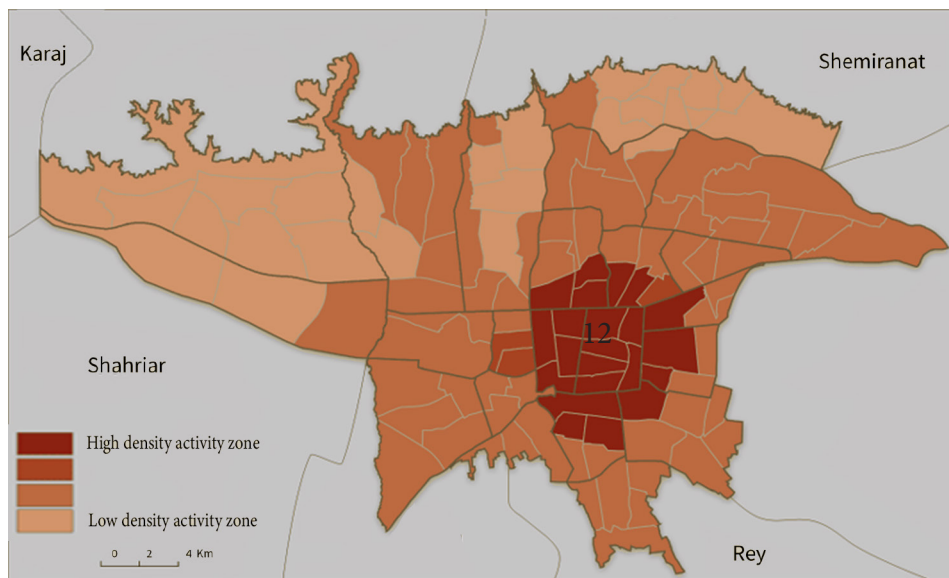 Karaj
Shemiranat
12
Shahriar
High density activity zone
Low density activity zone
0 2 4 Km
Rey